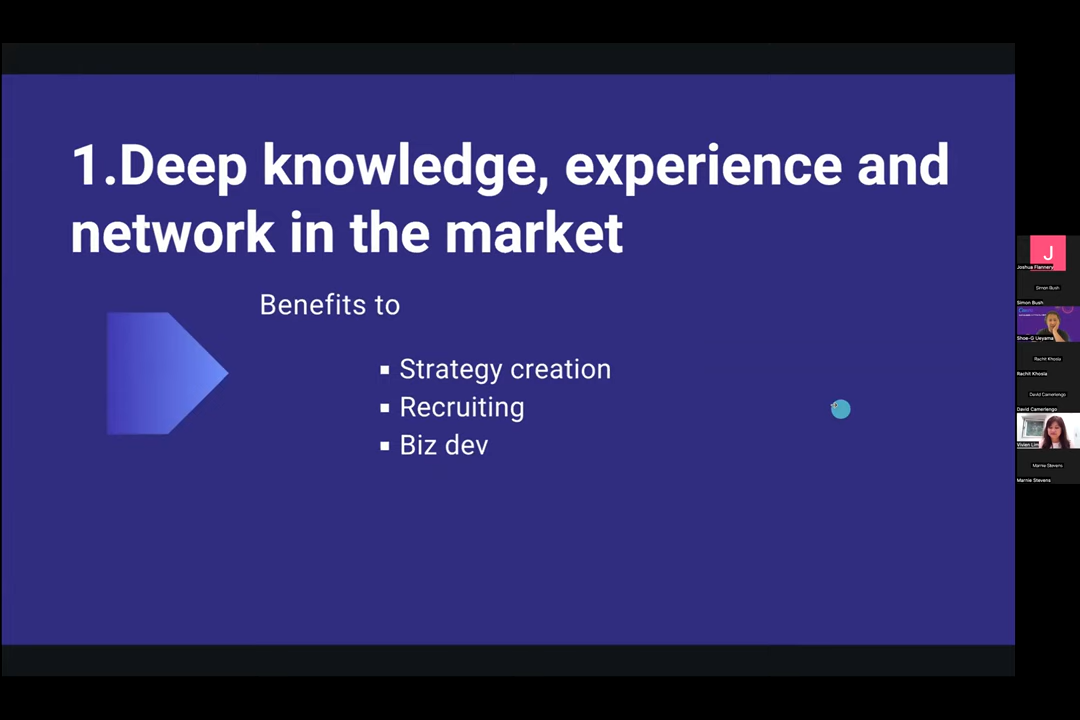 1.Deep knowledge, experience and
network in the market
Benefits to
▪ Strategy creation
▪ Recruiting
▪ Biz dev
J
Joshua Flannery
Simon Bush
Simon Bush
Shoe-G Ueyama
Rachit Khosla
Rachit Khosla
David Camerlengo
David Camerlengo
Vivian Lim
Marnie Stevens
Marnie Stevens